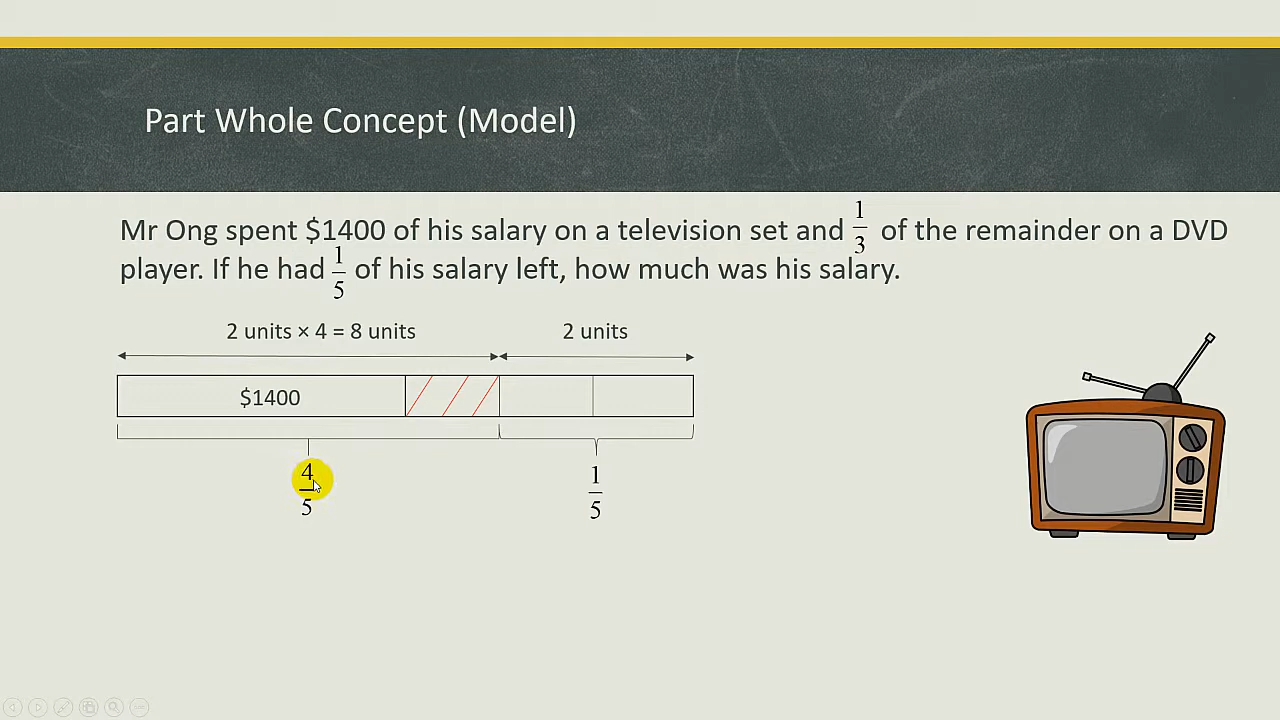 Part Whole Concept (Model)
Mr Ong spent $1400 of his salary on a television set and 1/3 of the remainder on a DVD
player. If he had 1/5 of his salary left, how much was his salary.
2 units × 4 = 8 units
2 units
$1400
4/5
1/5